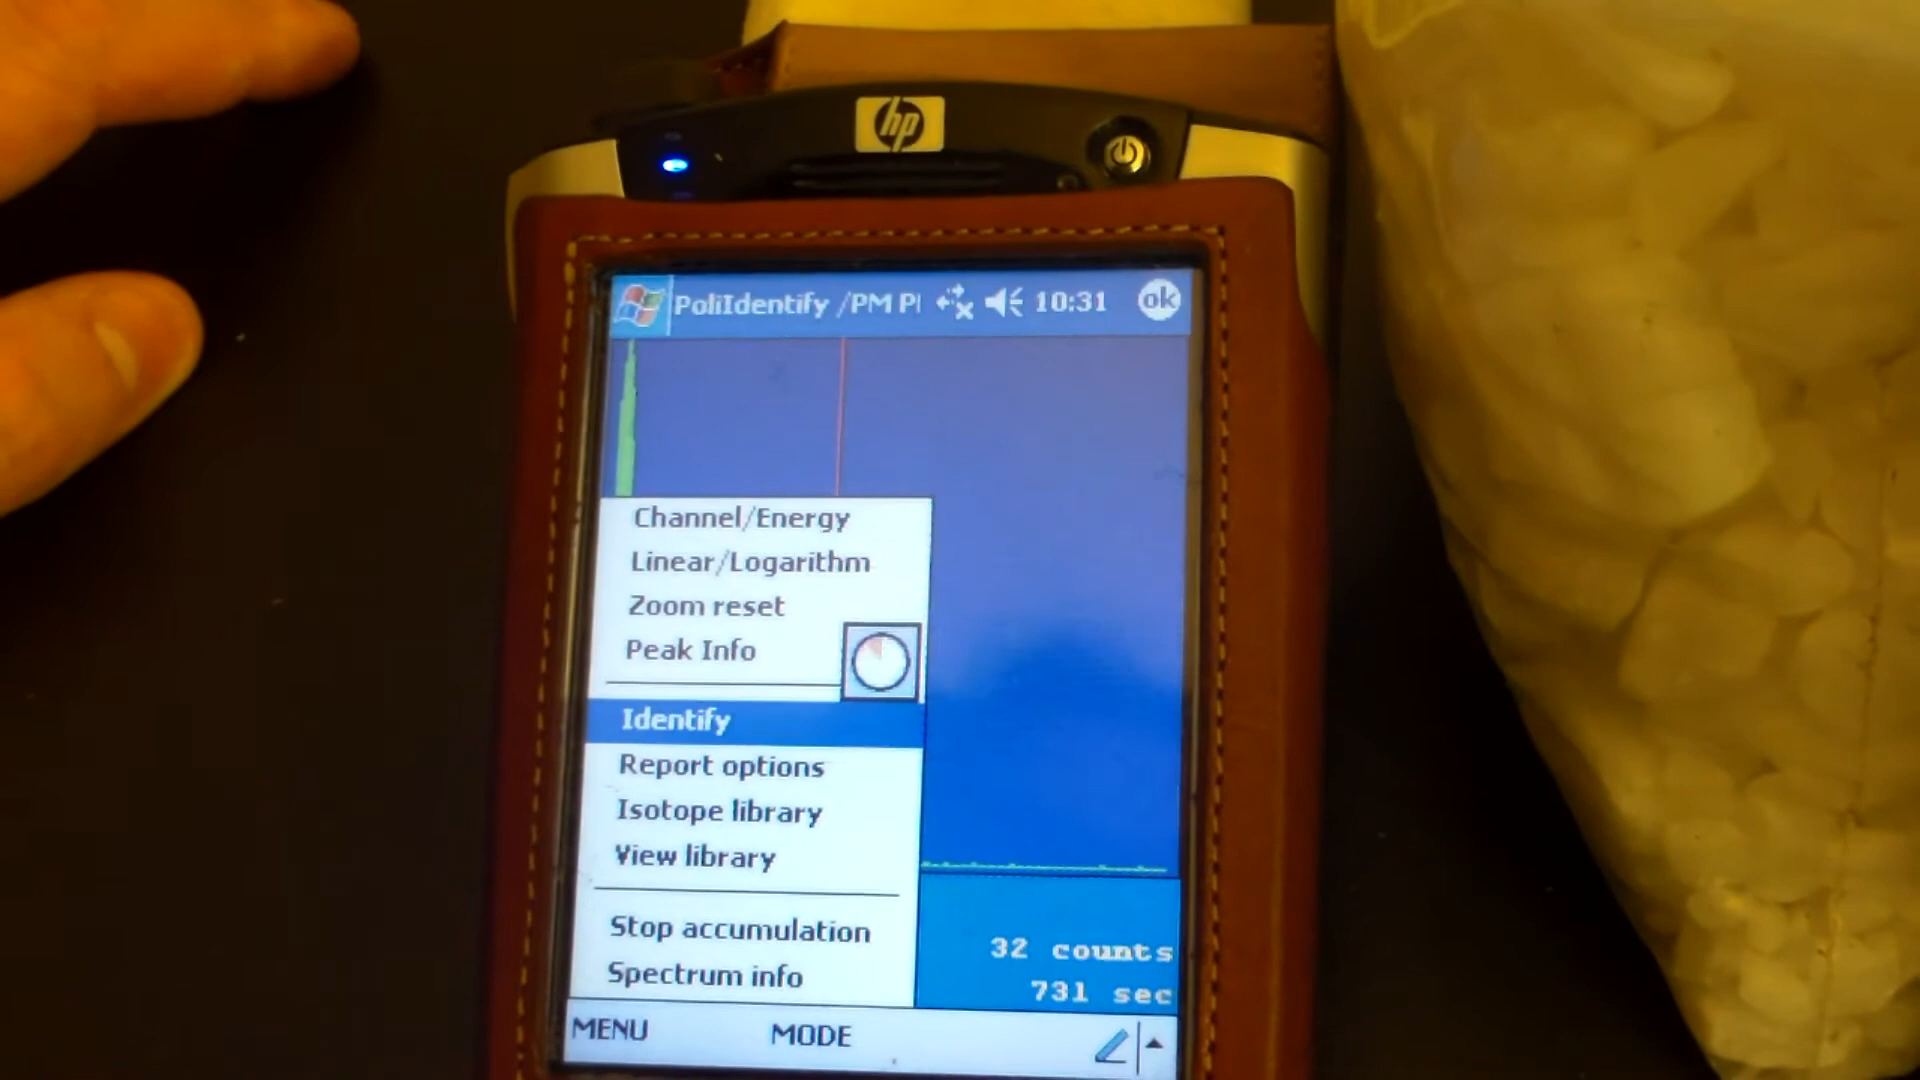 hp
PoliIdentify /PM Pl 10:31 ok
Channel/Energy
Linear/Logarithm
Zoom reset
Peak Info
Identify
Report options
Isotope library
View library
Stop accumulation
Spectrum info
32 counts
731 sec
MENU MODE